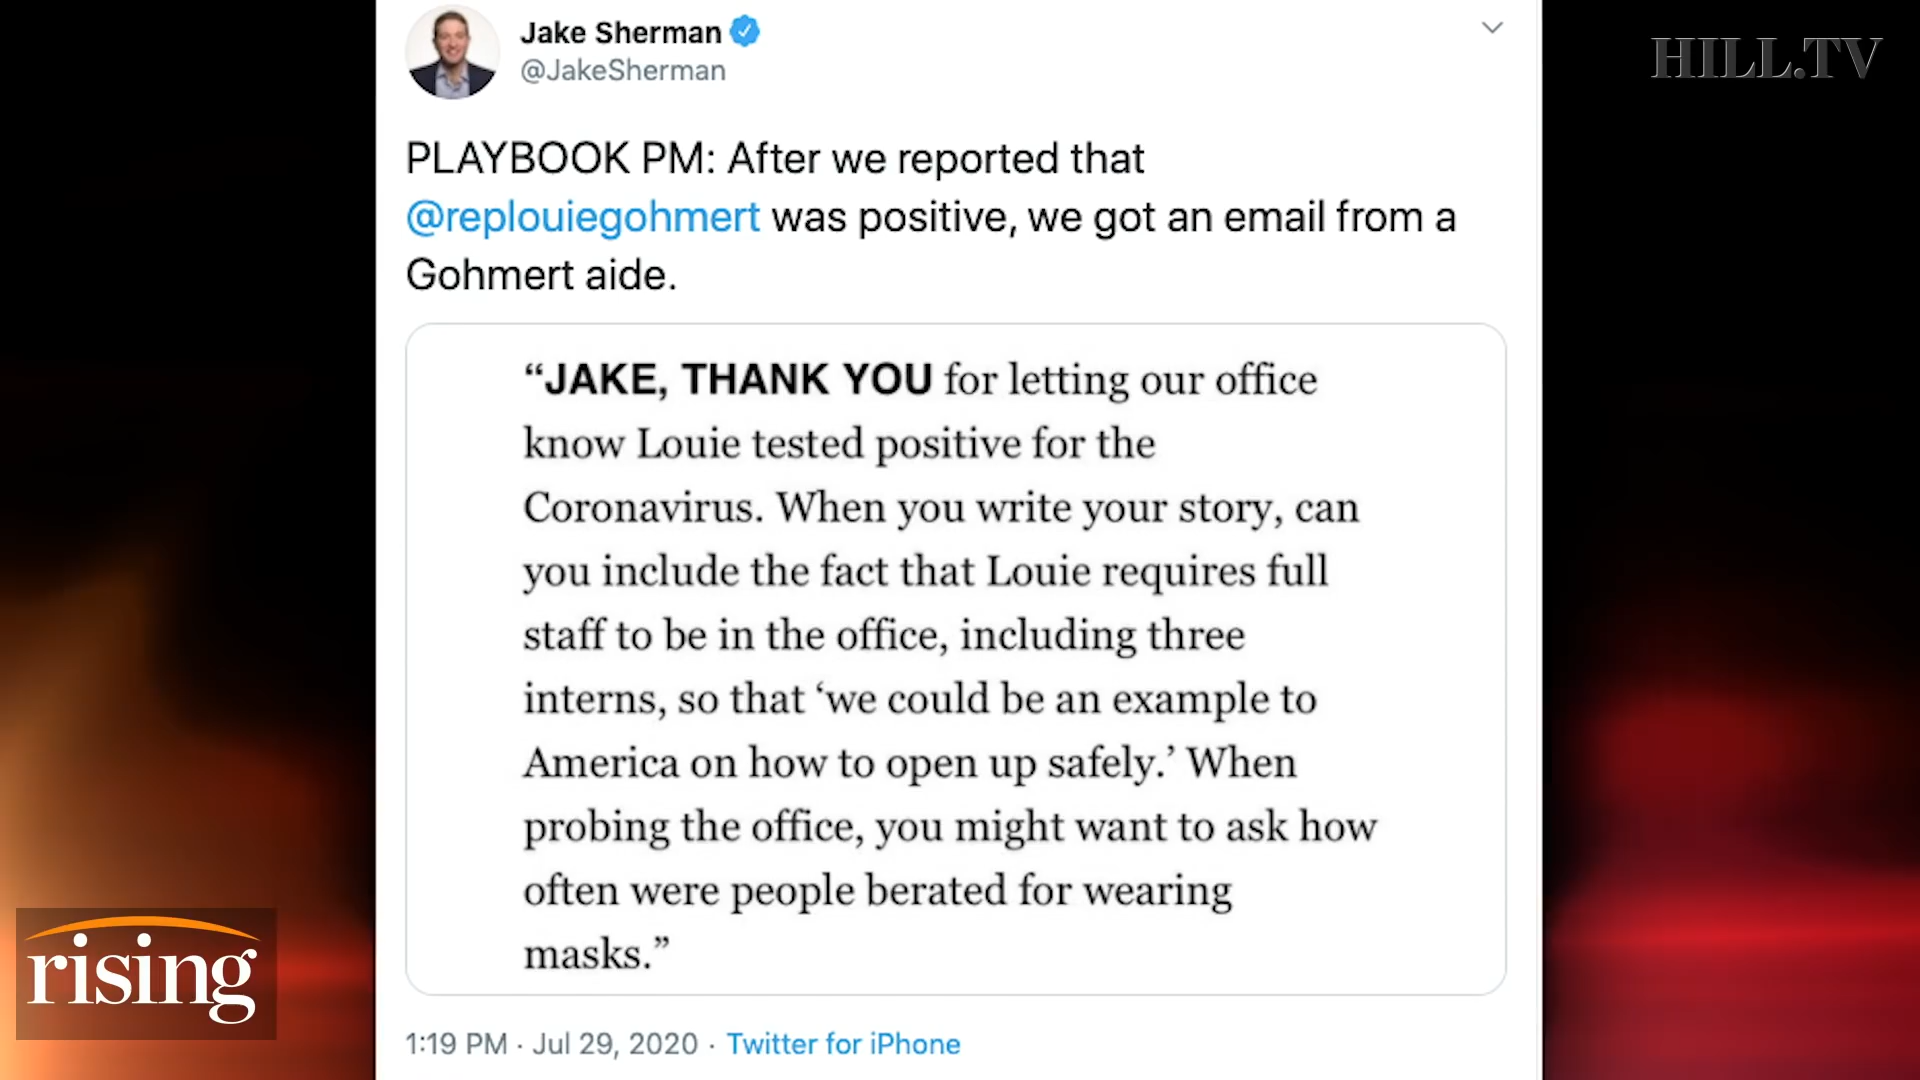 Jake Sherman
@JakeSherman
HILL.TV
PLAYBOOK PM: After we reported that
@replouiegohmert was positive, we got an email from a
Gohmert aide.
“JAKE, THANK YOU for letting our office
know Louie tested positive for the
Coronavirus. When you write your story, can
you include the fact that Louie requires full
staff to be in the office, including three
interns, so that ‘we could be an example to
America on how to open up safely.’ When
probing the office, you might want to ask how
often were people berated for wearing
masks.”
rising
1:19 PM · Jul 29, 2020 · Twitter for iPhone